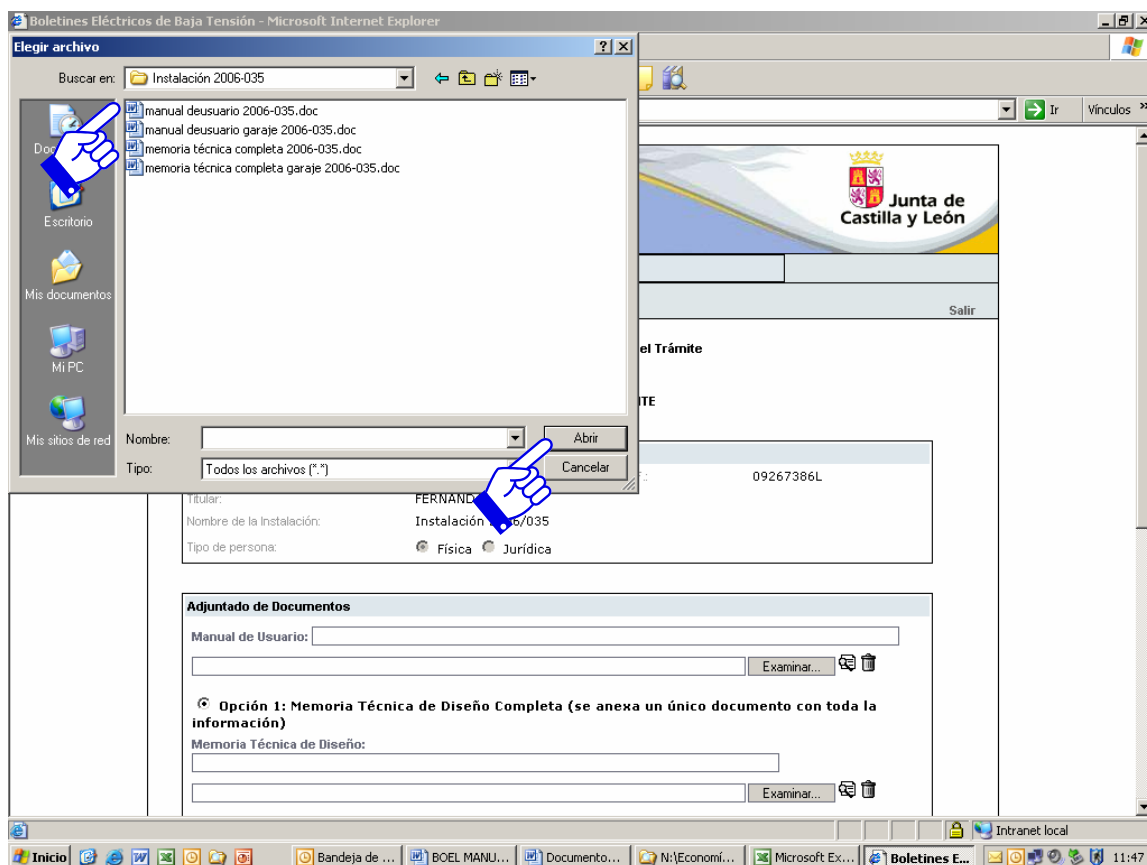 Boletines Eléctricos de Baja Tensión - Microsoft Internet Explorer
Elegir archivo
Buscar en: Instalación 2006-035
manual deusuario 2006-035.doc
manual deusuario garaje 2006-035.doc
memoria técnica completa 2006-035.doc
memoria técnica completa garaje 2006-035.doc
Escritorio
Mis documentos
Mi PC
Mis sitios de red
Nombre: Abrir
Tipo: Todos los archivos (*.*) Cancelar
Ir Vínculos »
Junta de
Castilla y León
Salir
el Trámite
09267386L
Titular:
Nombre de la Instalación: Instalación
Tipo de persona: Física Jurídica
Adjuntado de Documentos
Manual de Usuario:
Examinar...
Opción 1: Memoria Técnica de Diseño Completa (se anexa un único documento con toda la
información)
Memoria Técnica de Diseño:
Examinar...
Intranet local
Inicio Bandeja de ... BOEL MANU... Documento... N:\Economí... Microsoft Ex... Boletines E... 11:47